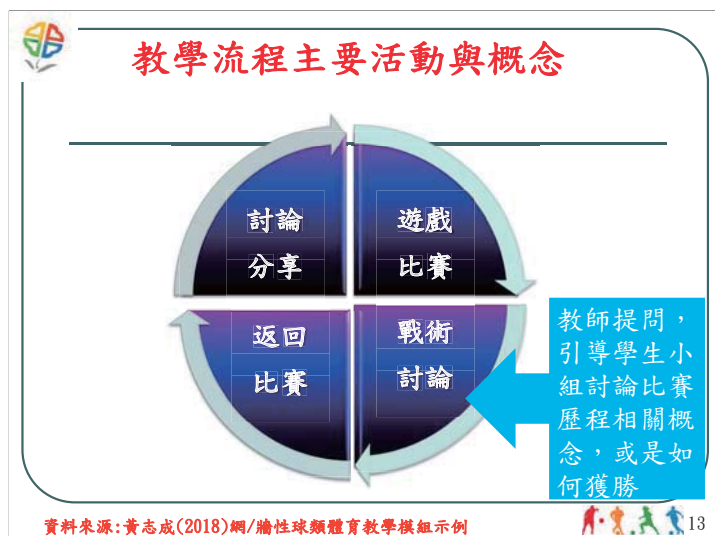 教學流程主要活動與概念
討論
分享
遊戲
比賽
返回
比賽
戰術
討論
教師提問，
引導學生小
組討論比賽
歷程相關概
念，或是如
何獲勝
資料來源:黃志成(2018)網/牆性球類體育教學模組示例
13